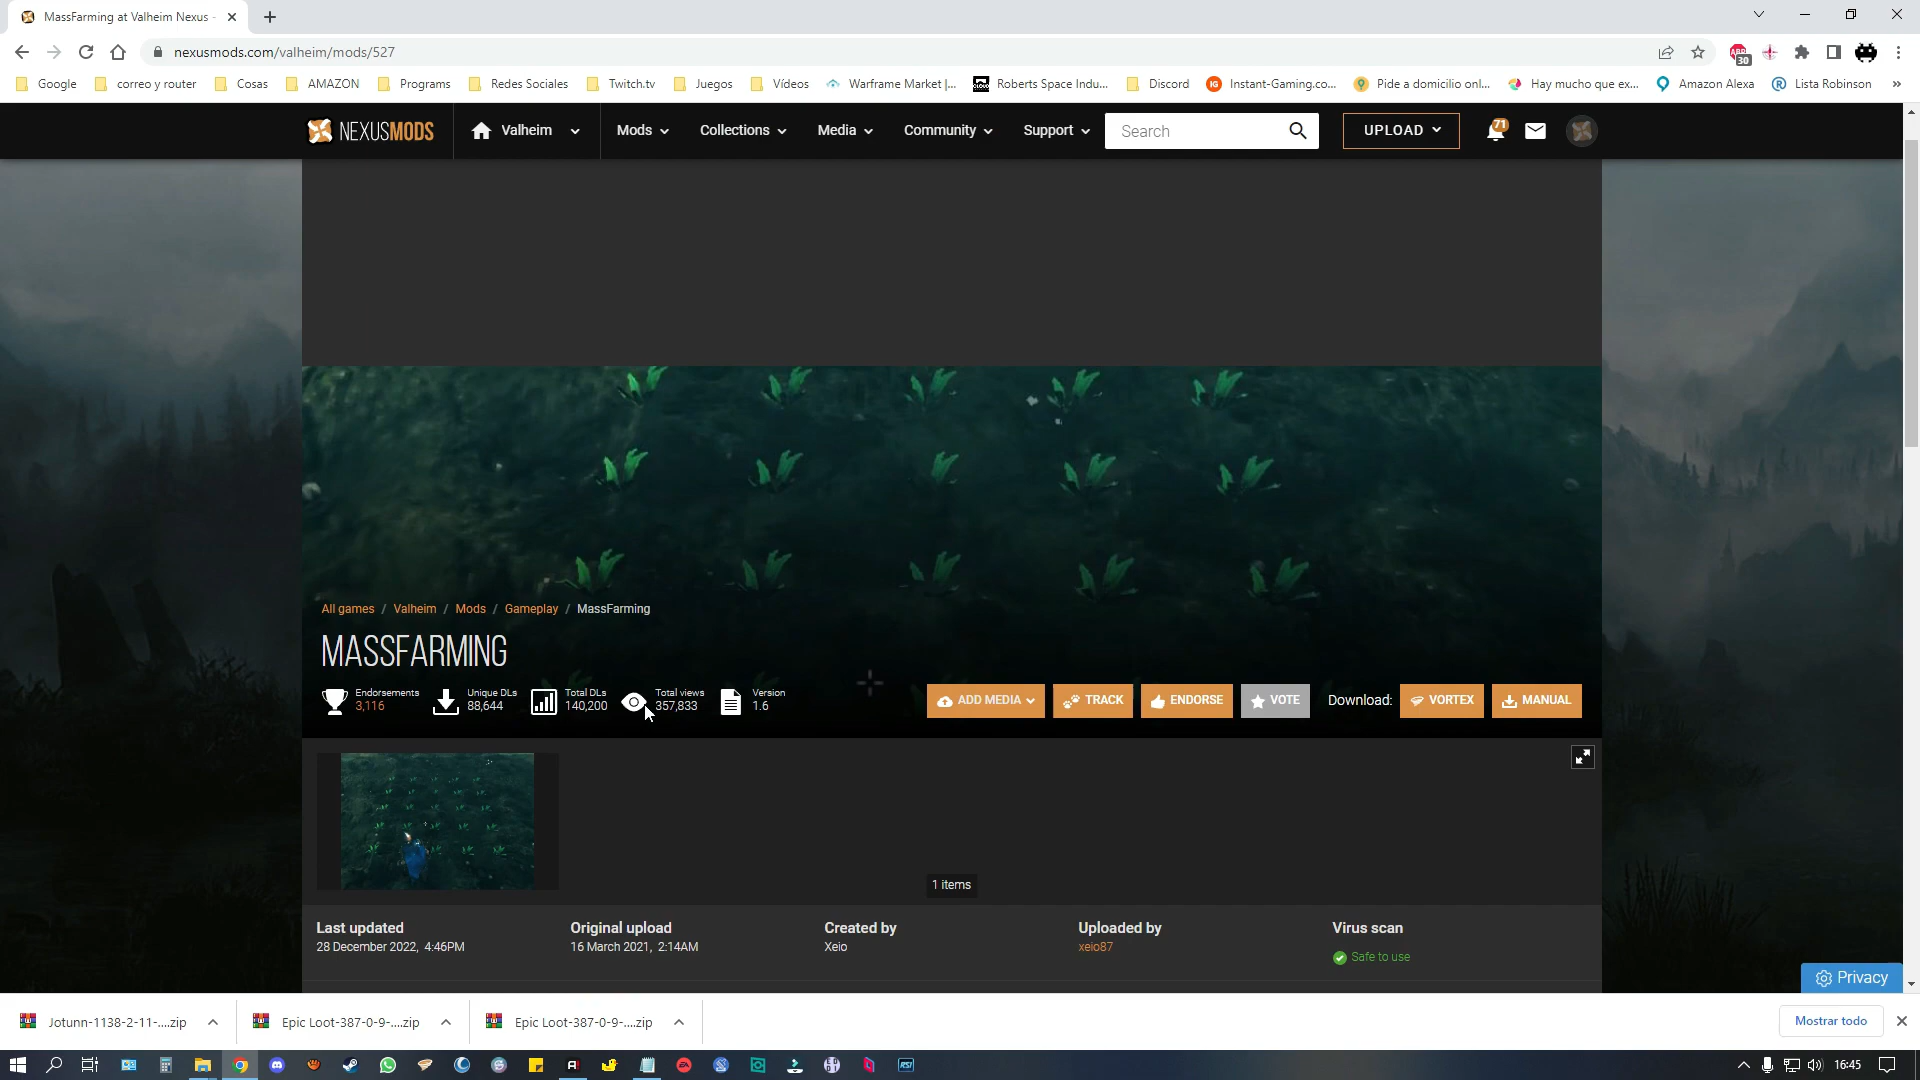 MassFarming at Valheim Nexus -
nexusmods.com/valheim/mods/527
30
Google
correo y router
Cosas
AMAZON
Programs
Redes Sociales
Twitch.tv
Juegos
Vídeos
Warframe Market |...
Roberts Space Indu...
Discord
Instant-Gaming.co...
Pide a domicilio onl...
Hay mucho que ex...
Amazon Alexa
Lista Robinson
»
NEXUSMODS
Valheim
Mods
Collections
Media
Community
Support
Search
UPLOAD
71
All games / Valheim / Mods / Gameplay / MassFarming
MASSFARMING
Endorsements
3,116
Unique DLs
88,644
Total DLs
140,200
Total views
357,833
Version
1.6
ADD MEDIA
TRACK
ENDORSE
VOTE
Download:
VORTEX
MANUAL
1 items
Last updated
28 December 2022, 4:46PM
Original upload
16 March 2021, 2:14AM
Created by
Xeio
Uploaded by
xeio87
Virus scan
Safe to use
Privacy
Jotunn-1138-2-11-....zip
Epic Loot-387-0-9-....zip
Epic Loot-387-0-9-....zip
Mostrar todo
16:45